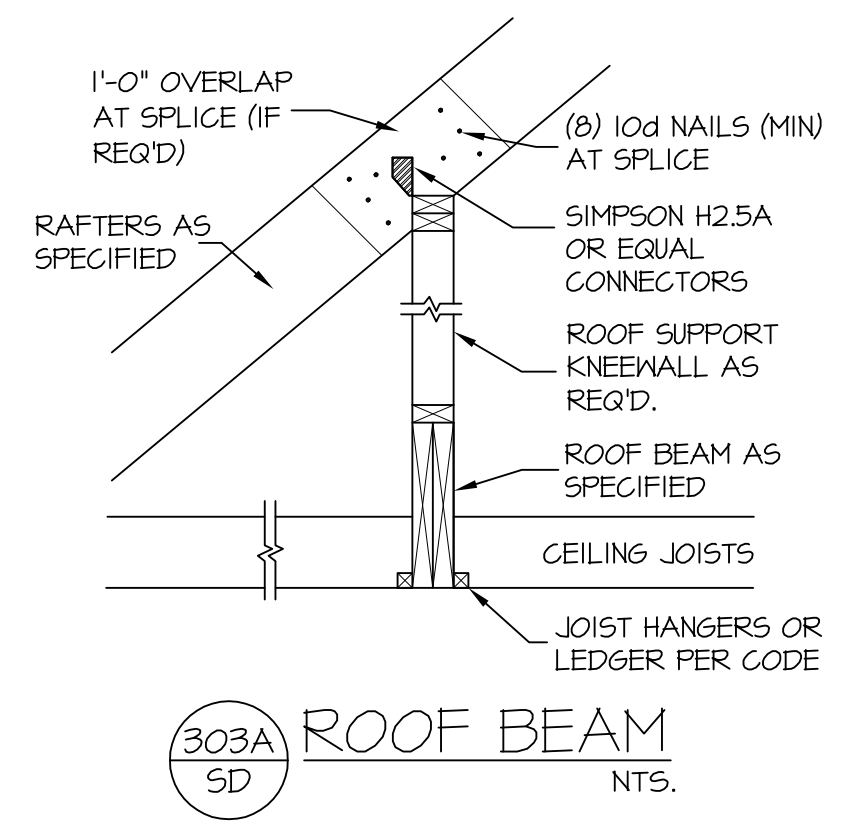 1'-0" OVERLAP
AT SPLICE (IF
REQ'D)
RAFTERS AS
SPECIFIED
(8) 10d NAILS (MIN)
AT SPLICE
SIMPSON H2.5A
OR EQUAL
CONNECTORS
ROOF SUPPORT
KNEEWALL AS
REQ'D.
ROOF BEAM AS
SPECIFIED
CEILING JOISTS
JOIST HANGERS OR
LEDGER PER CODE
303A
SD
ROOF BEAM
NTS.